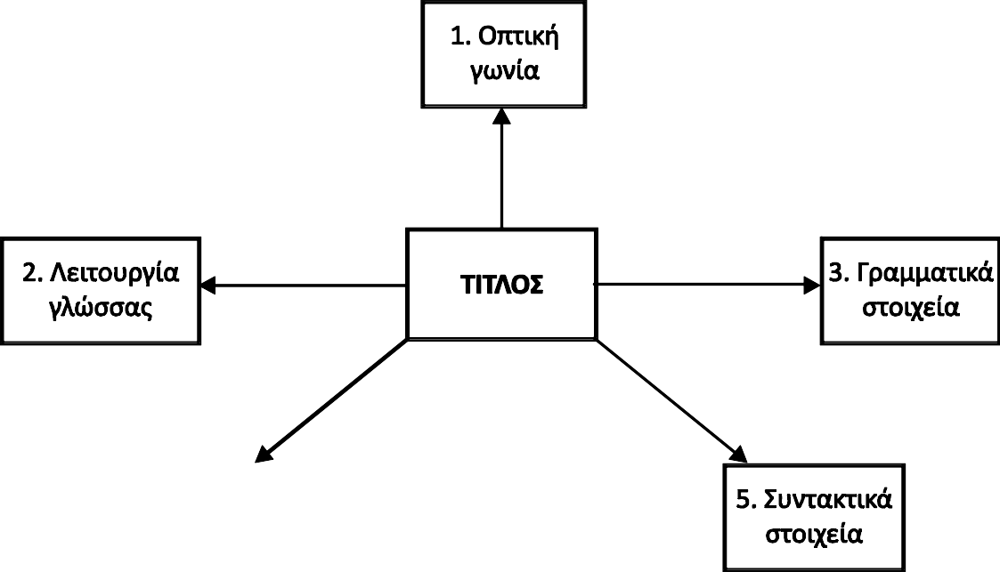 1. Οπτική
γωνία
2. Λειτουργία
γλώσσας
ΤΙΤΛΟΣ
3. Γραμματικά
στοιχεία
5. Συντακτικά
στοιχεία